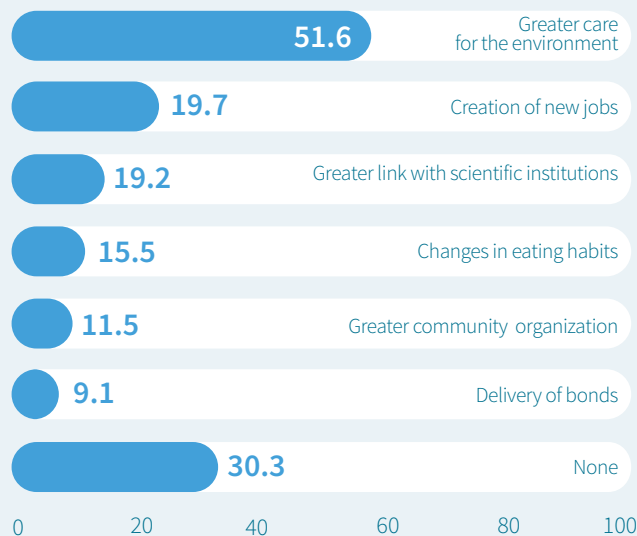 51.6
Greater care
for the environment
19.7
Creation of new jobs
19.2
Greater link with scientific institutions
15.5
Changes in eating habits
11.5
Greater community organization
9.1
Delivery of bonds
30.3
None
0 20 40 60 80 100